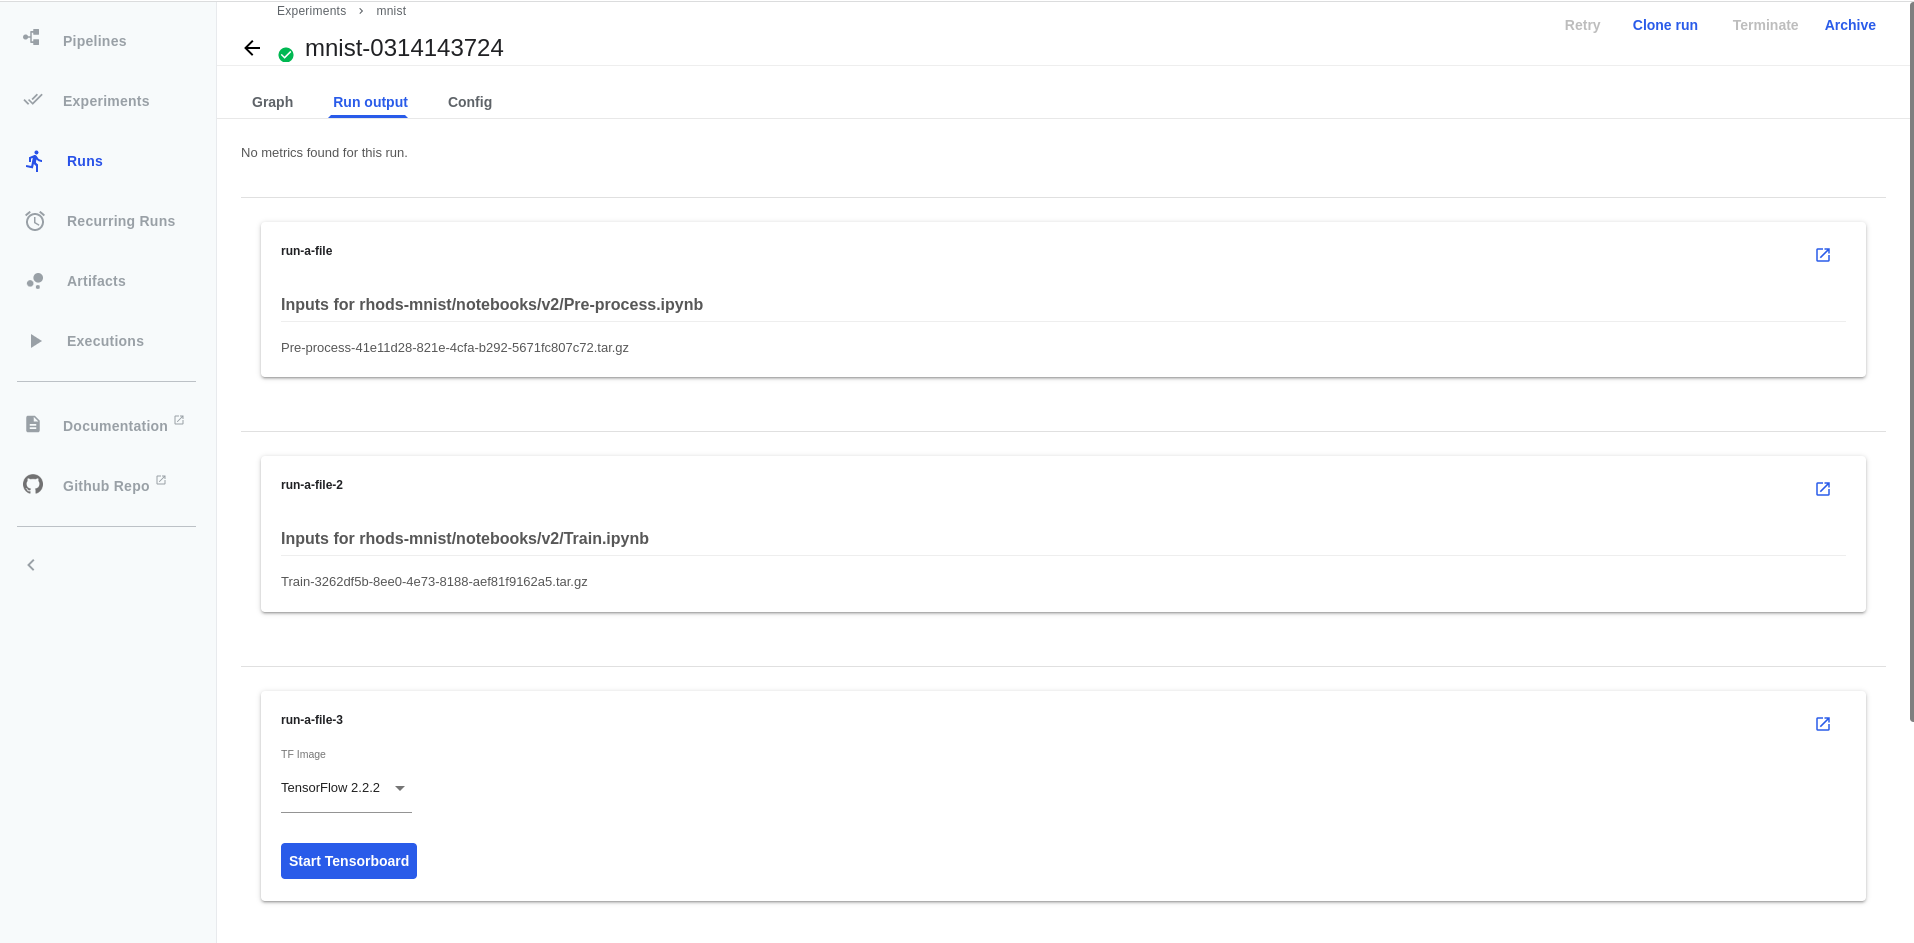 Pipelines
Experiments
Runs
Recurring Runs
Artifacts
Executions
Documentation
Github Repo
Experiments > mnist
mnist-0314143724
Retry Clone run Terminate Archive
Graph Run output Config
No metrics found for this run.
run-a-file
Inputs for rhods-mnist/notebooks/v2/Pre-process.ipynb
Pre-process-41e11d28-821e-4cfa-b292-5671fc807c72.tar.gz
run-a-file-2
Inputs for rhods-mnist/notebooks/v2/Train.ipynb
Train-3262df5b-8ee0-4e73-8188-aef81f9162a5.tar.gz
run-a-file-3
TF Image
TensorFlow 2.2.2
Start Tensorboard